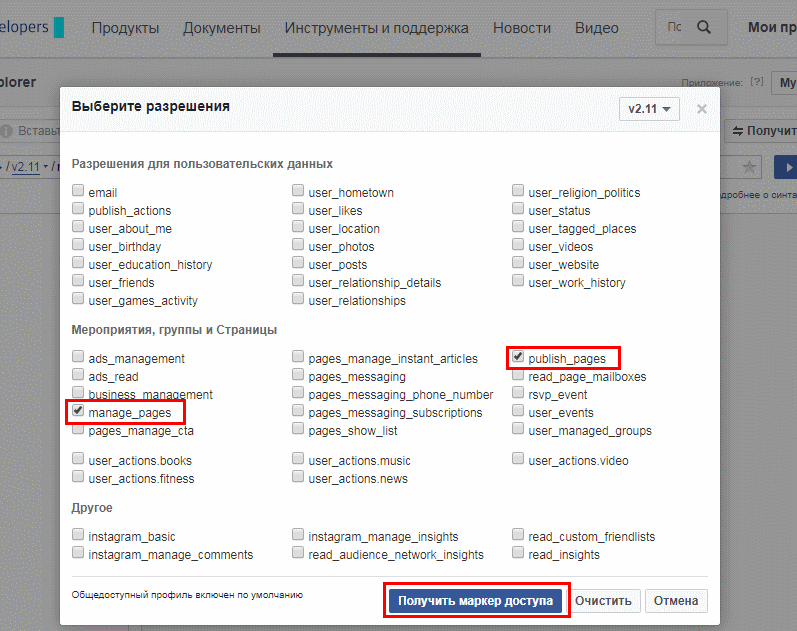 elopers Продукты Документы Инструменты и поддержка Новости Видео По Мои пр
plorer Приложение: [?] My
Выберите разрешения v2.11 ×
Вставь Получит
/ v2.11 /
дробнее о синта
Разрешения для пользовательских данных
email user_hometown user_religion_politics
publish_actions user_likes user_status
user_about_me user_location user_tagged_places
user_birthday user_photos user_videos
user_education_history user_posts user_website
user_friends user_relationship_details user_work_history
user_games_activity user_relationships
Мероприятия, группы и Страницы
ads_management pages_manage_instant_articles publish_pages
ads_read pages_messaging read_page_mailboxes
business_management pages_messaging_phone_number rsvp_event
manage_pages pages_messaging_subscriptions user_events
pages_manage_cta pages_show_list user_managed_groups
user_actions.books user_actions.music user_actions.video
user_actions.fitness user_actions.news
Другое
instagram_basic instagram_manage_insights read_custom_friendlists
instagram_manage_comments read_audience_network_insights read_insights
Общедоступный профиль включен по умолчанию Получить маркер доступа Очистить Отмена